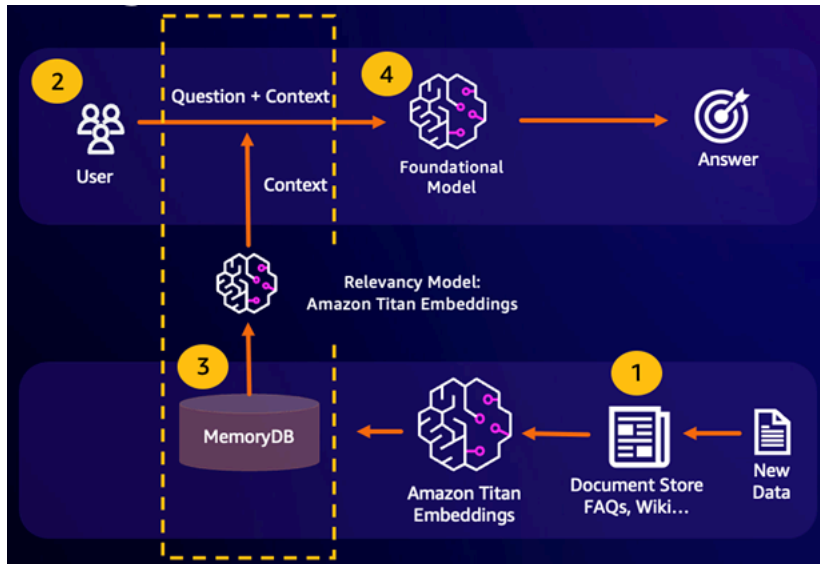 2
User
Question + Context
Context
4
Foundational
Model
Answer
Relevancy Model:
Amazon Titan Embeddings
3
MemoryDB
Amazon Titan
Embeddings
1
Document Store
FAQs, Wiki...
New
Data